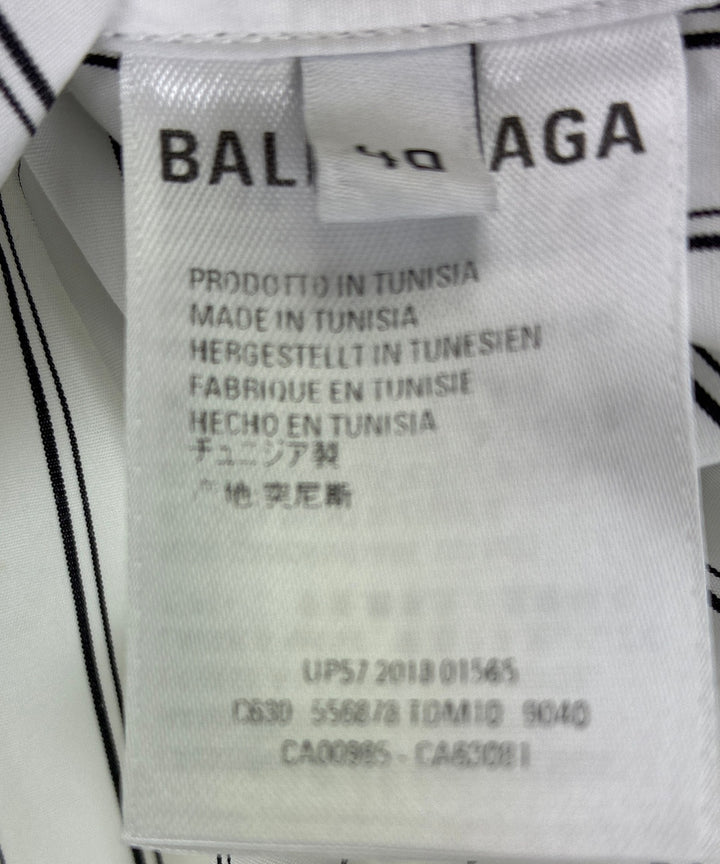 BAL AGA
40
PRODOTTO IN TUNISIA
MADE IN TUNISIA
HERGESTELLT IN TUNESIEN
FABRIQUE EN TUNISIE
HECHO EN TUNISIA
チュニジア製
产地:突尼斯
UP57 2018 01565
C630 556878 TDM10 9040
CA00985 - CA63081